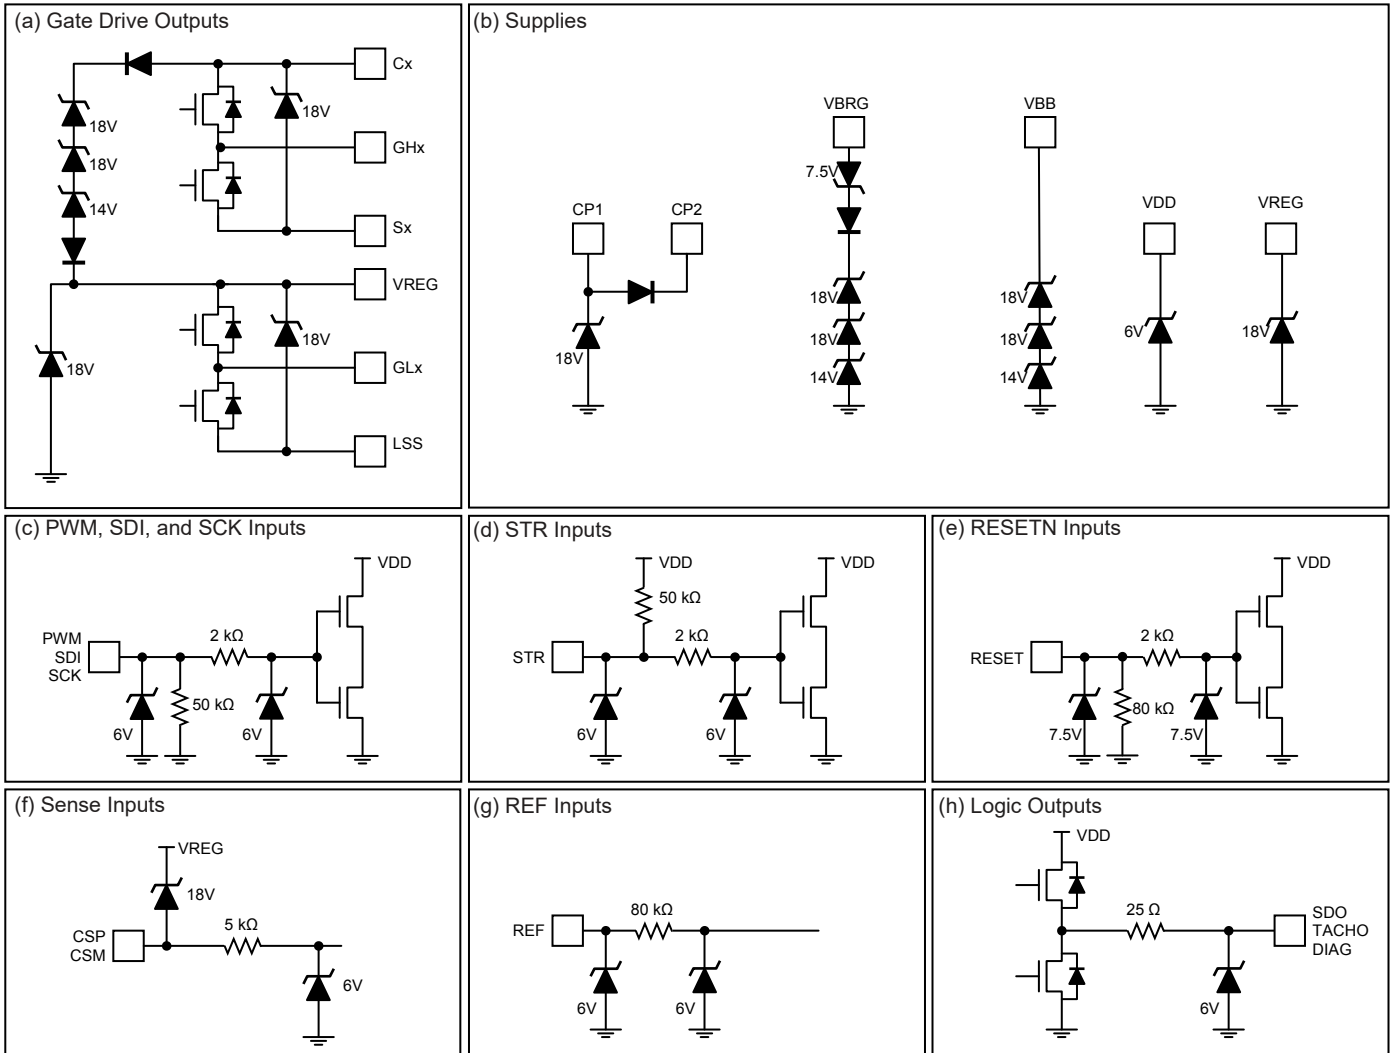 (a) Gate Drive Outputs
Cx
18V
18V
GHx
18V
14V
Sx
VREG
18V
18V
GLx
LSS
(b) Supplies
VBRG
VBB
7.5V
CP1
CP2
VDD
VREG
18V
18V
18V
18V
6V
18V
18V
14V
14V
(c) PWM, SDI, and SCK Inputs
VDD
PWM
SDI
SCK
2 kΩ
50 kΩ
6V
6V
(d) STR Inputs
VDD
VDD
50 kΩ
2 kΩ
STR
6V
6V
(e) RESETN Inputs
VDD
2 kΩ
RESET
80 kΩ
7.5V
7.5V
(f) Sense Inputs
VREG
18V
5 kΩ
CSP
CSM
6V
(g) REF Inputs
80 kΩ
REF
6V
6V
(h) Logic Outputs
VDD
25 Ω
SDO
TACHO
DIAG
6V